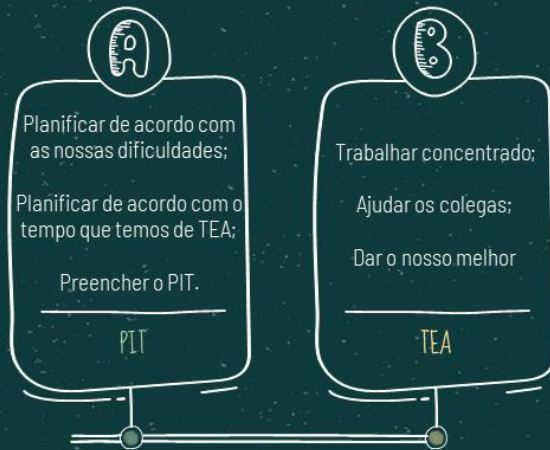 A
Planificar de acordo com
as nossas dificuldades;
Planificar de acordo com o
tempo que temos de TEA;
Preencher o PIT.
PIT
B
Trabalhar concentrado;
Ajudar os colegas;
Dar o nosso melhor
TEA